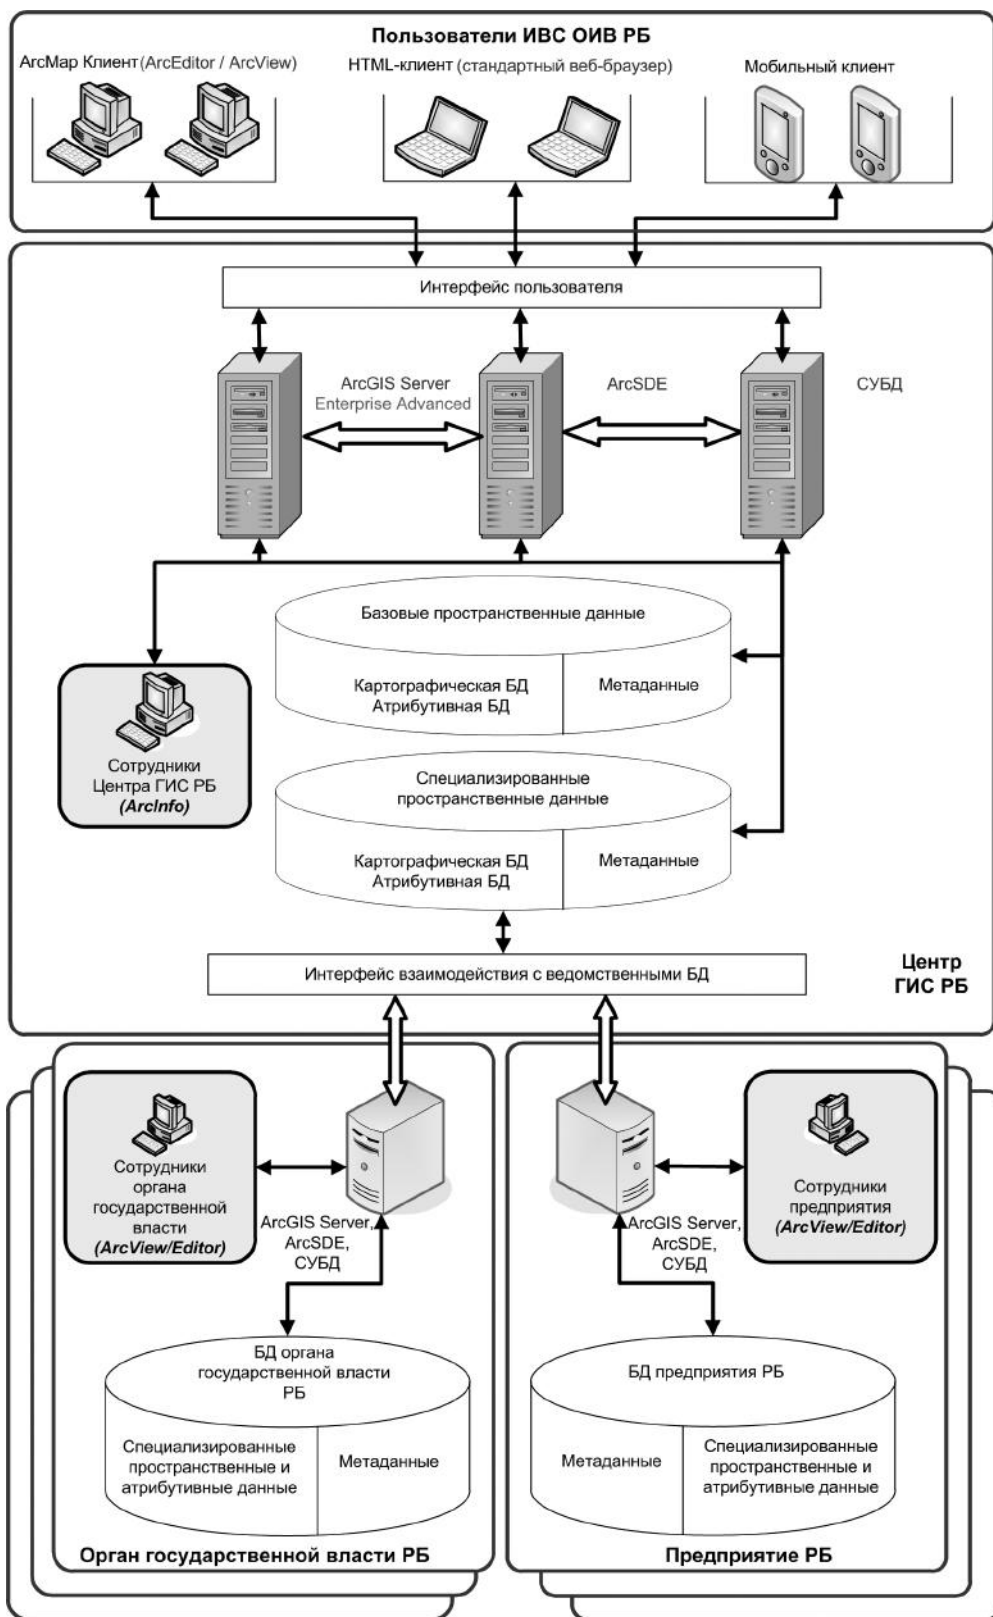 Пользователи ИВС ОИВ РБ
ArcMap Клиент(ArcEditor / ArcView)
HTML-клиент (стандартный веб-браузер)
Мобильный клиент
Интерфейс пользователя
ArcGIS Server
Enterprise Advanced
ArcSDE
СУБД
Базовые пространственные данные
Картографическая БД
Атрибутивная БД
Метаданные
Сотрудники
Центра ГИС РБ
(ArcInfo)
Специализированные
пространственные данные
Картографическая БД
Атрибутивная БД
Метаданные
Интерфейс взаимодействия с ведомственными БД
Центр
ГИС РБ
Сотрудники
органа
государственной
власти
(ArcView/Editor)
ArcGIS Server,
ArcSDE,
СУБД
БД органа
государственной власти
РБ
Специализированные
пространственные и
атрибутивные данные
Метаданные
Орган государственной власти РБ
Сотрудники
предприятия
(ArcView/Editor)
ArcGIS Server,
ArcSDE,
СУБД
БД предприятия РБ
Метаданные
Специализированные
пространственные и
атрибутивные данные
Предприятие РБ